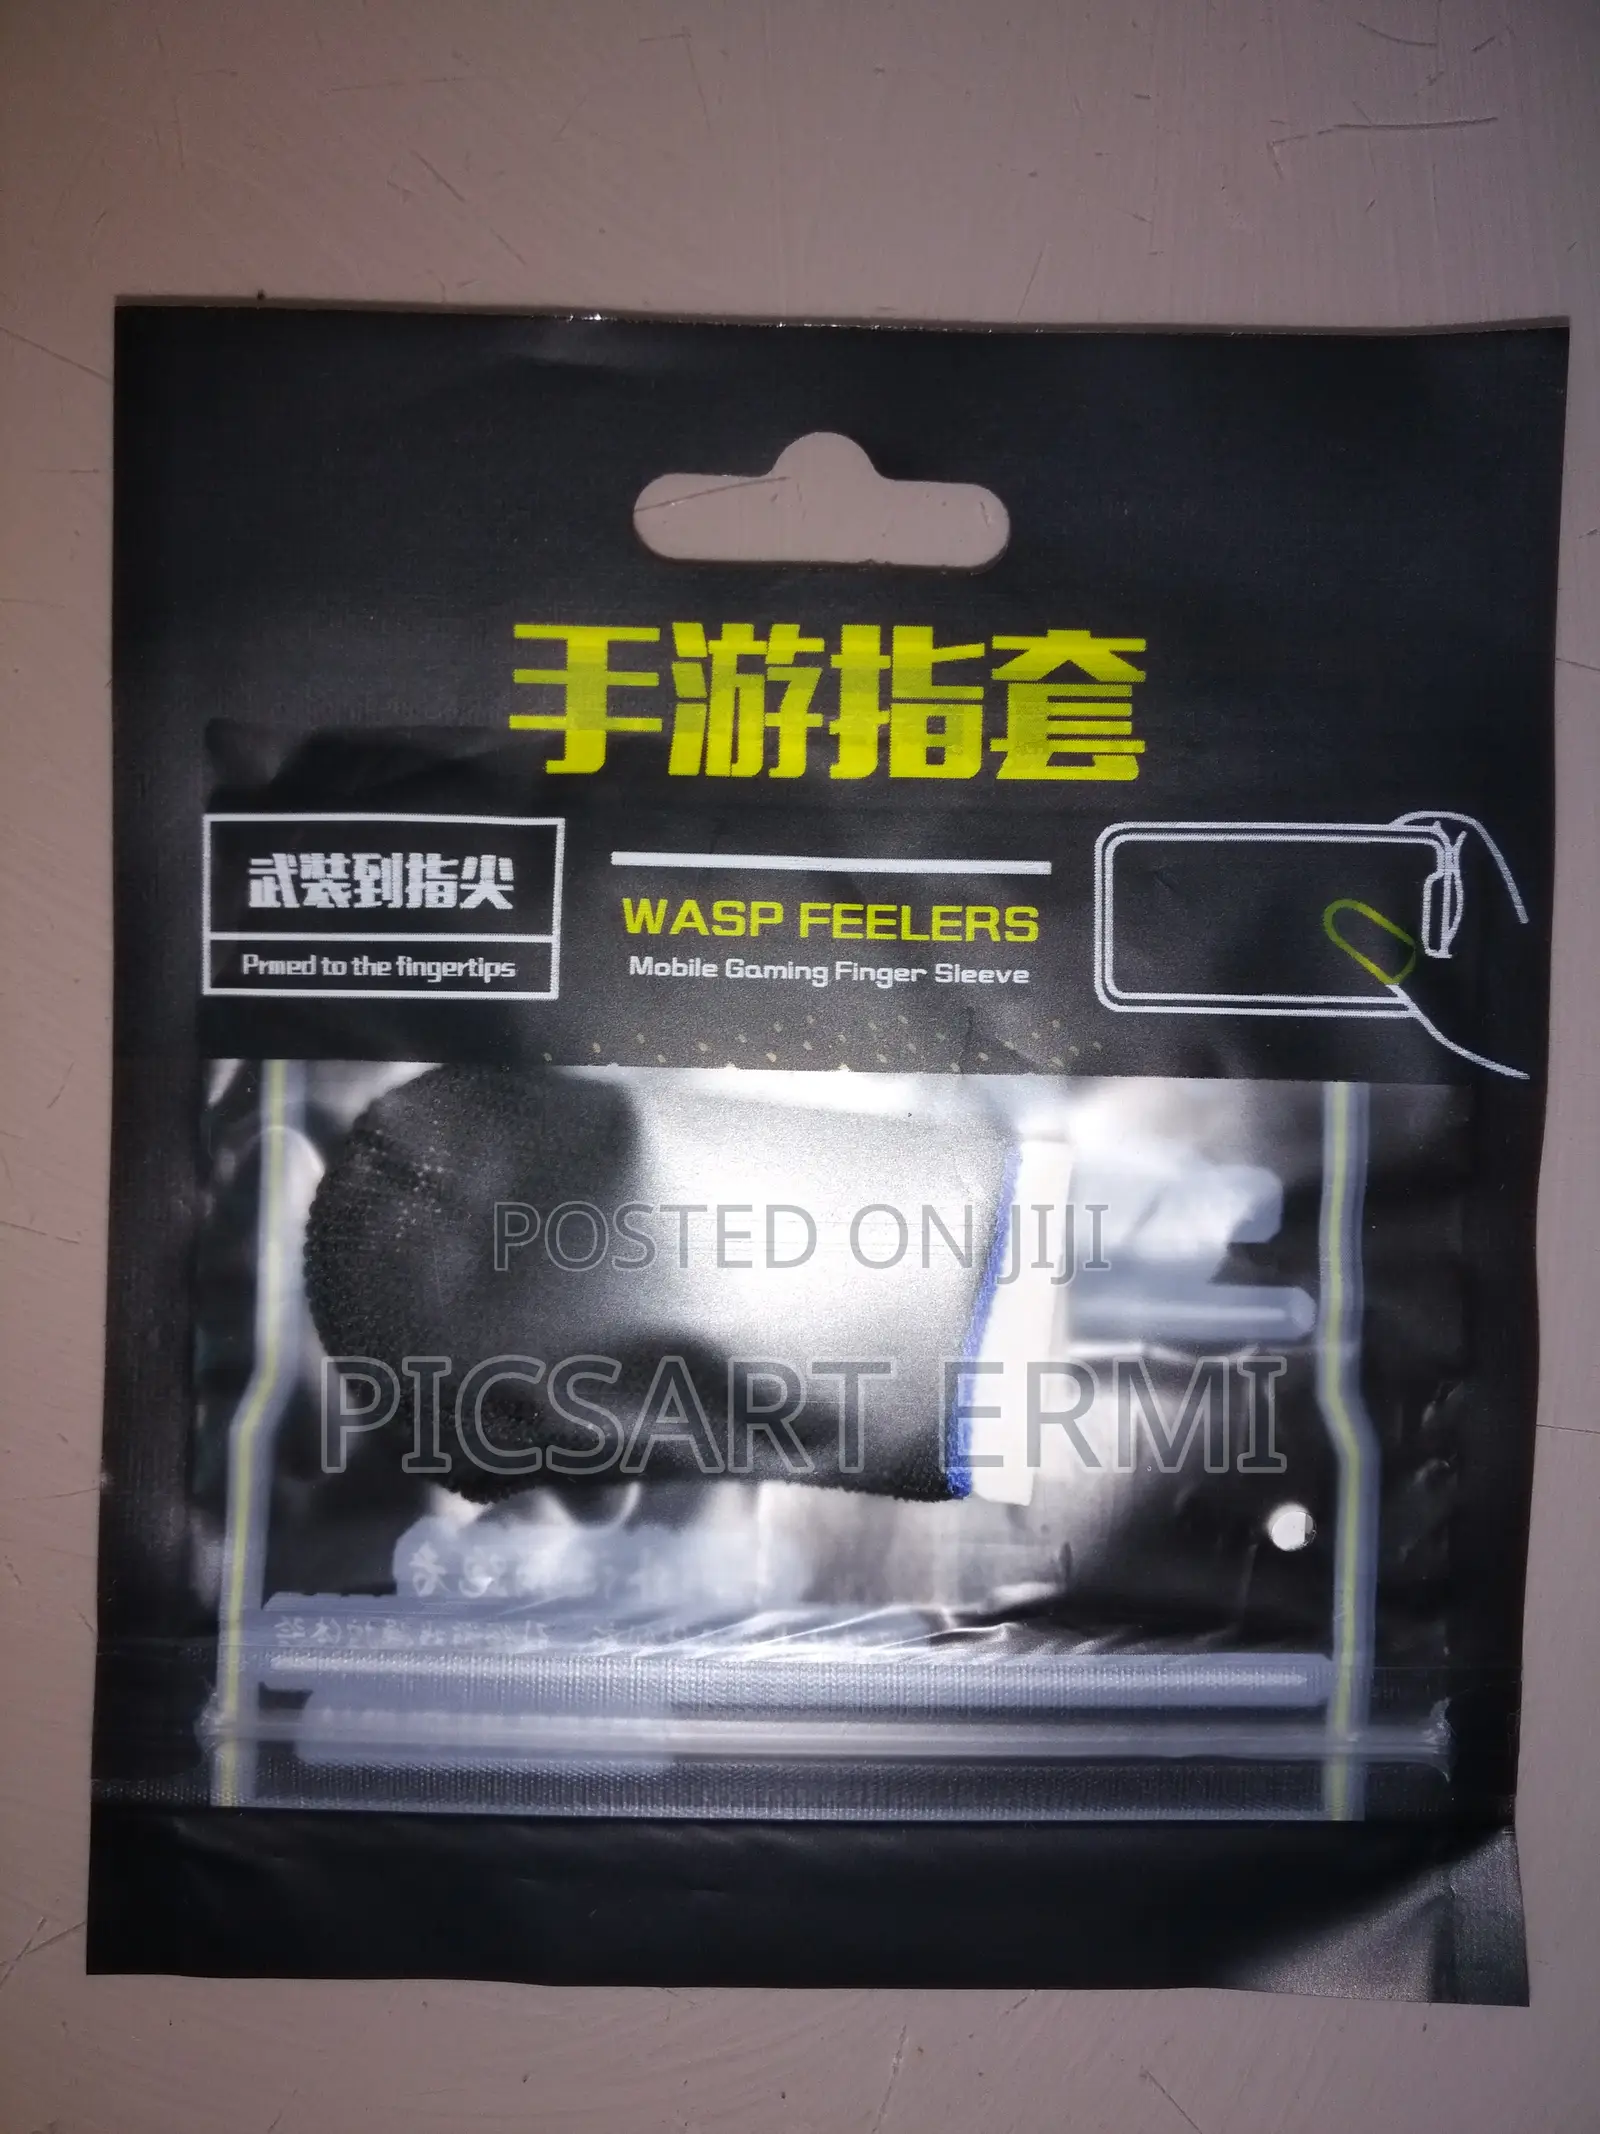 手游指套
武装到指尖
Prmed to the fingertips
WASP FEELERS
Mobile Gaming Finger Sleeve
POSTED ON JIJI
PICSART ERMI